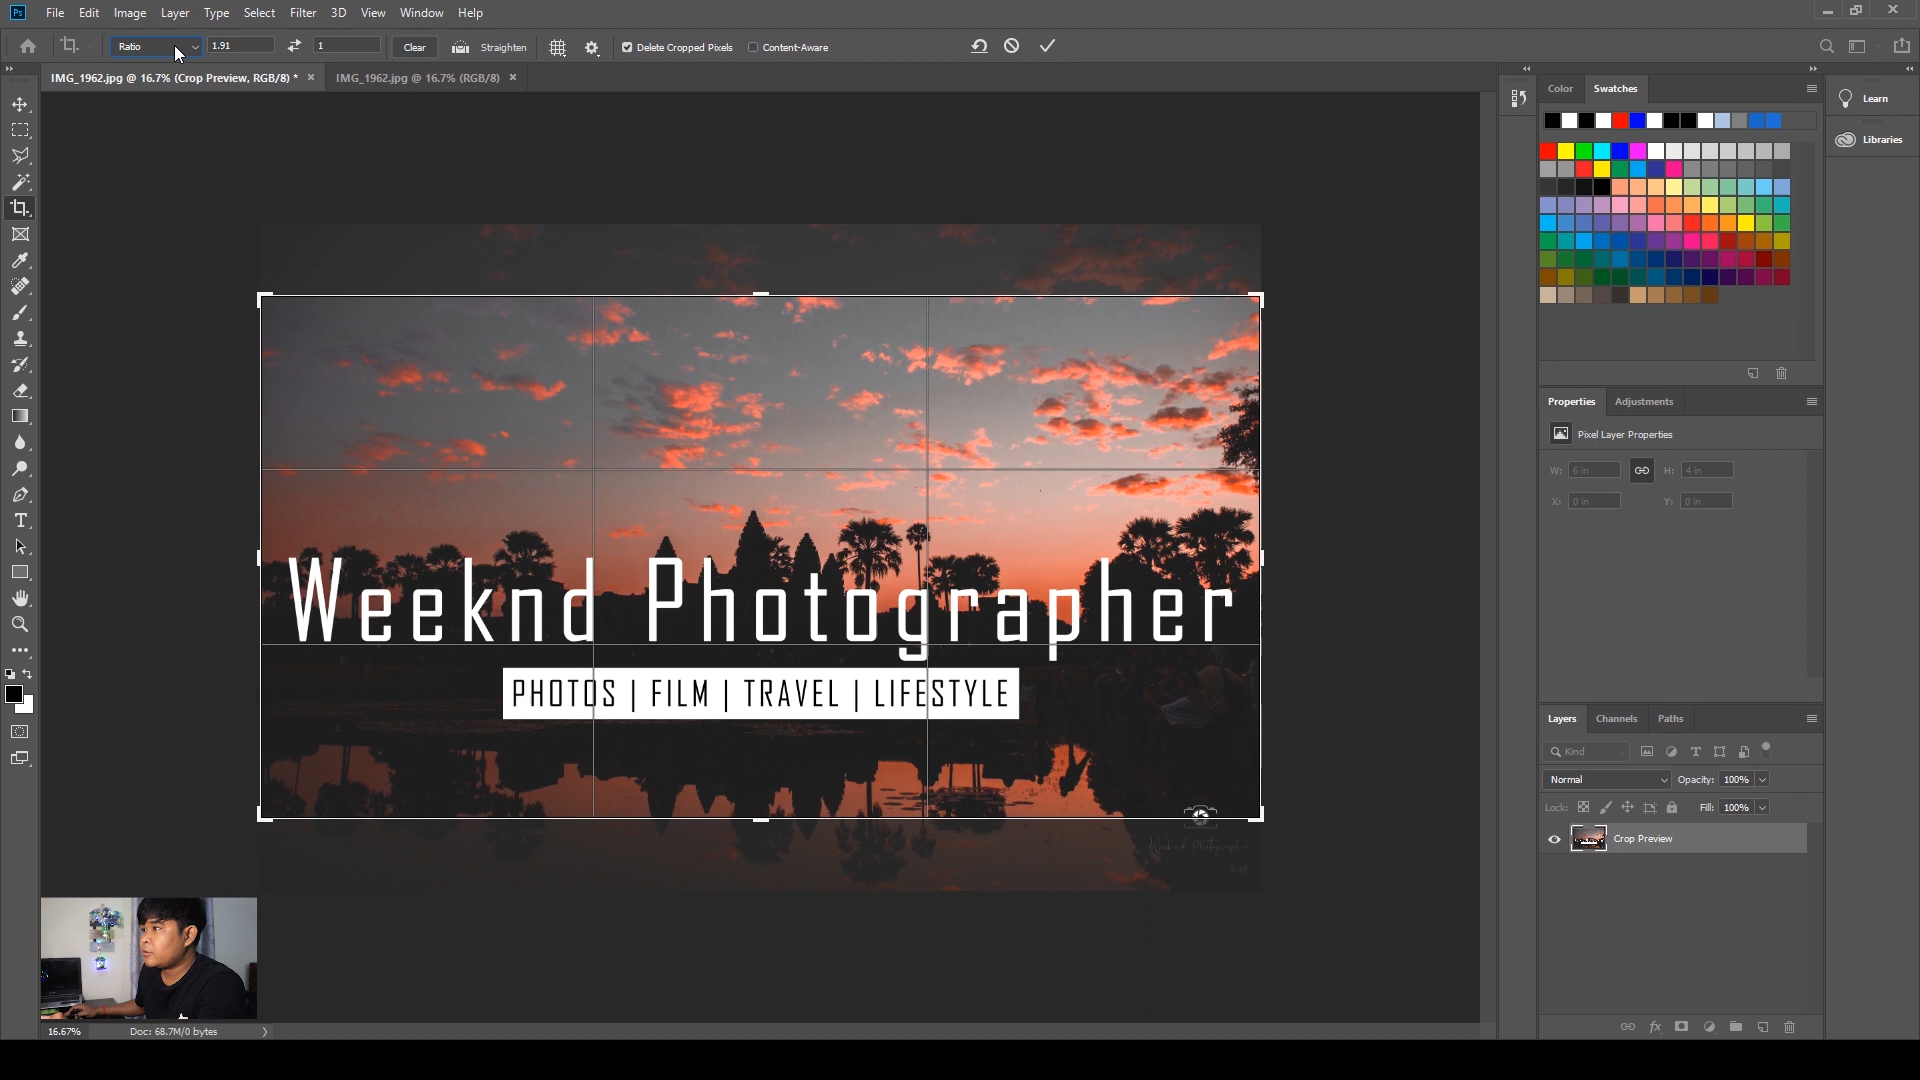 Ps File Edit Image Layer Type Select Filter 3D View Window Help
Ratio 1.91 1 Clear Straighten Delete Cropped Pixels Content-Aware
IMG_1962.jpg @ 16.7% (Crop Preview, RGB/8) * × IMG_1962.jpg @ 16.7% (RGB/8) ×
Color Swatches
Learn
Libraries
Properties Adjustments
Pixel Layer Properties
W: 6 in H: 4 in
X: 0 in Y: 0 in
Weeknd Photographer
PHOTOS | FILM | TRAVEL | LIFESTYLE
Weeknd Photographer
Layers Channels Paths
Kind
Normal Opacity: 100%
Lock: Fill: 100%
Crop Preview
fx
16.67% Doc: 68.7M/0 bytes